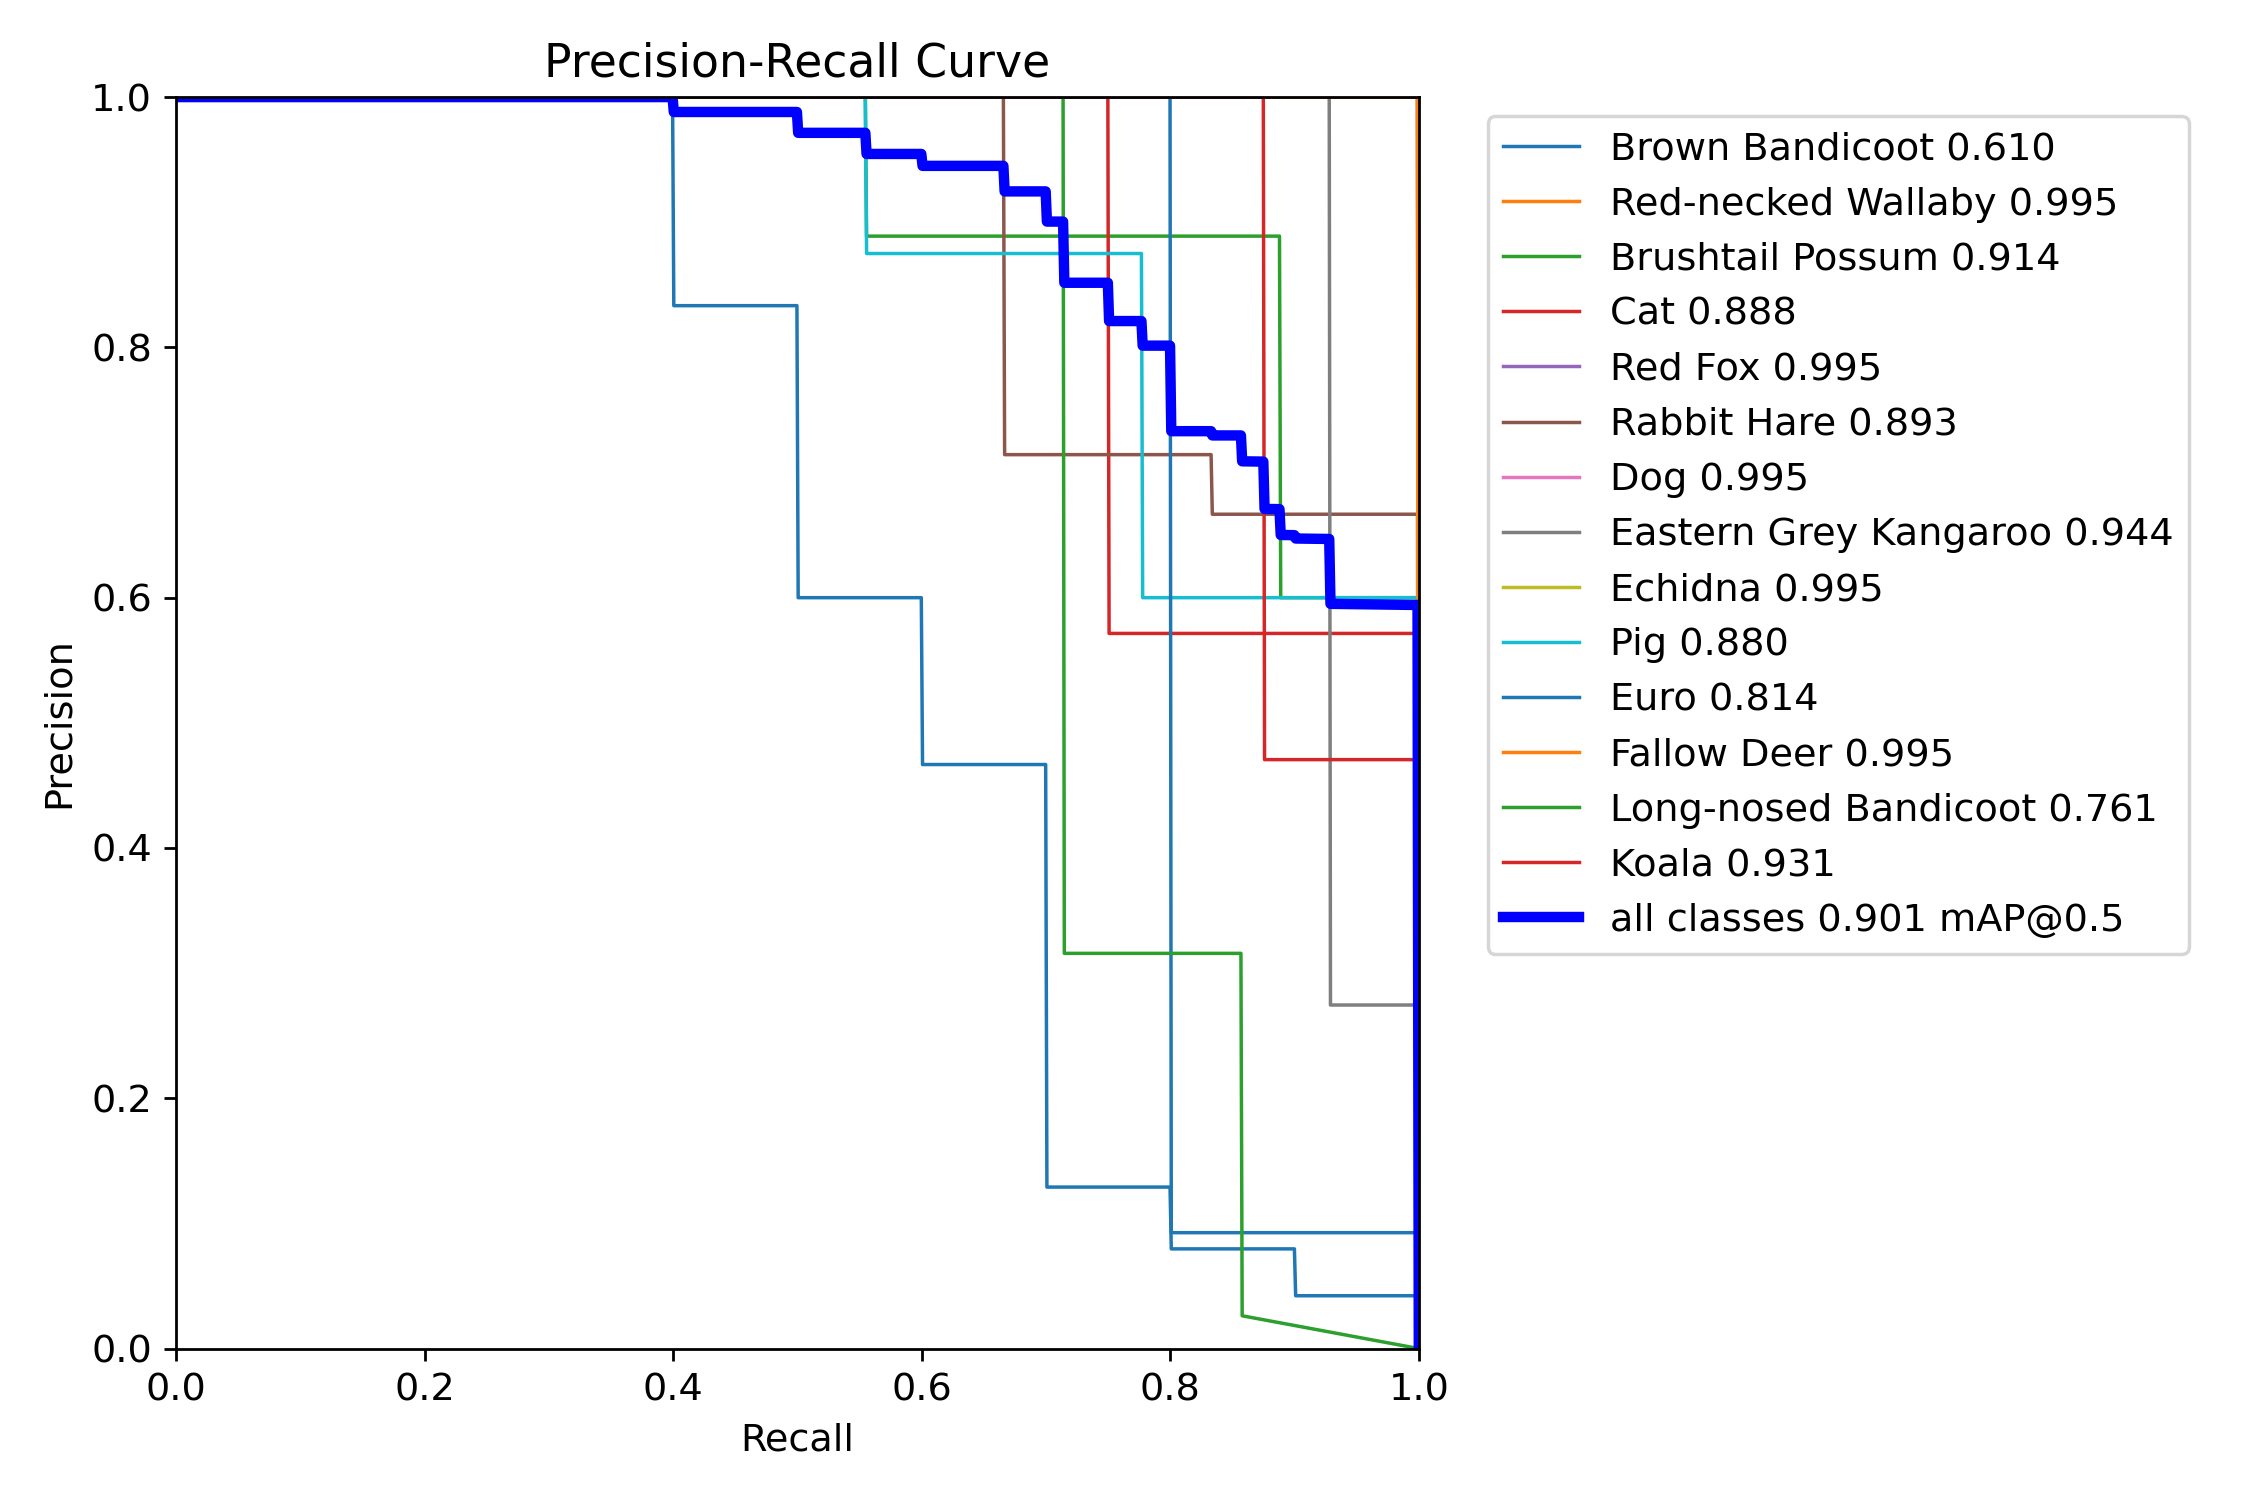 Precision-Recall Curve
1.0
0.8
0.6
0.4
0.2
0.0
Precision
0.0 0.2 0.4 0.6 0.8 1.0
Recall
Brown Bandicoot 0.610
Red-necked Wallaby 0.995
Brushtail Possum 0.914
Cat 0.888
Red Fox 0.995
Rabbit Hare 0.893
Dog 0.995
Eastern Grey Kangaroo 0.944
Echidna 0.995
Pig 0.880
Euro 0.814
Fallow Deer 0.995
Long-nosed Bandicoot 0.761
Koala 0.931
all classes 0.901 mAP@0.5